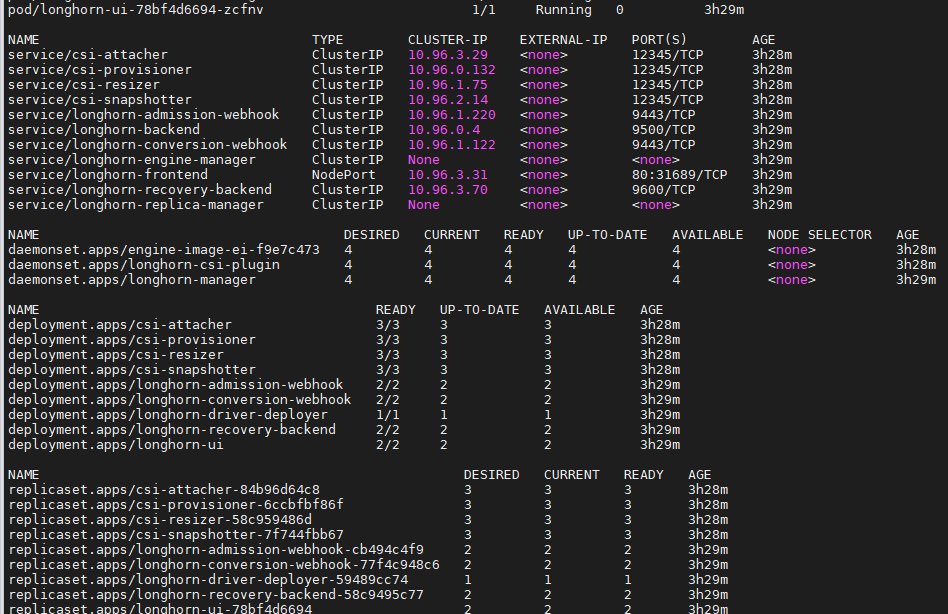 pod/longhorn-ui-78bf4d6694-zcfnv 1/1 Running 0 3h29m
NAME TYPE CLUSTER-IP EXTERNAL-IP PORT(S) AGE
service/csi-attacher ClusterIP 10.96.3.29 <none> 12345/TCP 3h28m
service/csi-provisioner ClusterIP 10.96.0.132 <none> 12345/TCP 3h28m
service/csi-resizer ClusterIP 10.96.1.75 <none> 12345/TCP 3h28m
service/csi-snapshotter ClusterIP 10.96.2.14 <none> 12345/TCP 3h28m
service/longhorn-admission-webhook ClusterIP 10.96.1.220 <none> 9443/TCP 3h29m
service/longhorn-backend ClusterIP 10.96.0.4 <none> 9500/TCP 3h29m
service/longhorn-conversion-webhook ClusterIP 10.96.1.122 <none> 9443/TCP 3h29m
service/longhorn-engine-manager ClusterIP None <none> <none> 3h29m
service/longhorn-frontend NodePort 10.96.3.31 <none> 80:31689/TCP 3h29m
service/longhorn-recovery-backend ClusterIP 10.96.3.70 <none> 9600/TCP 3h29m
service/longhorn-replica-manager ClusterIP None <none> <none> 3h29m
NAME DESIRED CURRENT READY UP-TO-DATE AVAILABLE NODE SELECTOR AGE
daemonset.apps/engine-image-ei-f9e7c473 4 4 4 4 4 <none> 3h28m
daemonset.apps/longhorn-csi-plugin 4 4 4 4 4 <none> 3h28m
daemonset.apps/longhorn-manager 4 4 4 4 4 <none> 3h29m
NAME READY UP-TO-DATE AVAILABLE AGE
deployment.apps/csi-attacher 3/3 3 3 3h28m
deployment.apps/csi-provisioner 3/3 3 3 3h28m
deployment.apps/csi-resizer 3/3 3 3 3h28m
deployment.apps/csi-snapshotter 3/3 3 3 3h28m
deployment.apps/longhorn-admission-webhook 2/2 2 2 3h29m
deployment.apps/longhorn-conversion-webhook 2/2 2 2 3h29m
deployment.apps/longhorn-driver-deployer 1/1 1 1 3h29m
deployment.apps/longhorn-recovery-backend 2/2 2 2 3h29m
deployment.apps/longhorn-ui 2/2 2 2 3h29m
NAME DESIRED CURRENT READY AGE
replicaset.apps/csi-attacher-84b96d64c8 3 3 3 3h28m
replicaset.apps/csi-provisioner-6ccbfbf86f 3 3 3 3h28m
replicaset.apps/csi-resizer-58c959486d 3 3 3 3h28m
replicaset.apps/csi-snapshotter-7f744fbb67 3 3 3 3h28m
replicaset.apps/longhorn-admission-webhook-cb494c4f9 2 2 2 3h29m
replicaset.apps/longhorn-conversion-webhook-77f4c948c6 2 2 2 3h29m
replicaset.apps/longhorn-driver-deployer-59489cc74 1 1 1 3h29m
replicaset.apps/longhorn-recovery-backend-58c9495c77 2 2 2 3h29m
replicaset.apps/longhorn-ui-78bf4d6694 2 2 2 3h29m